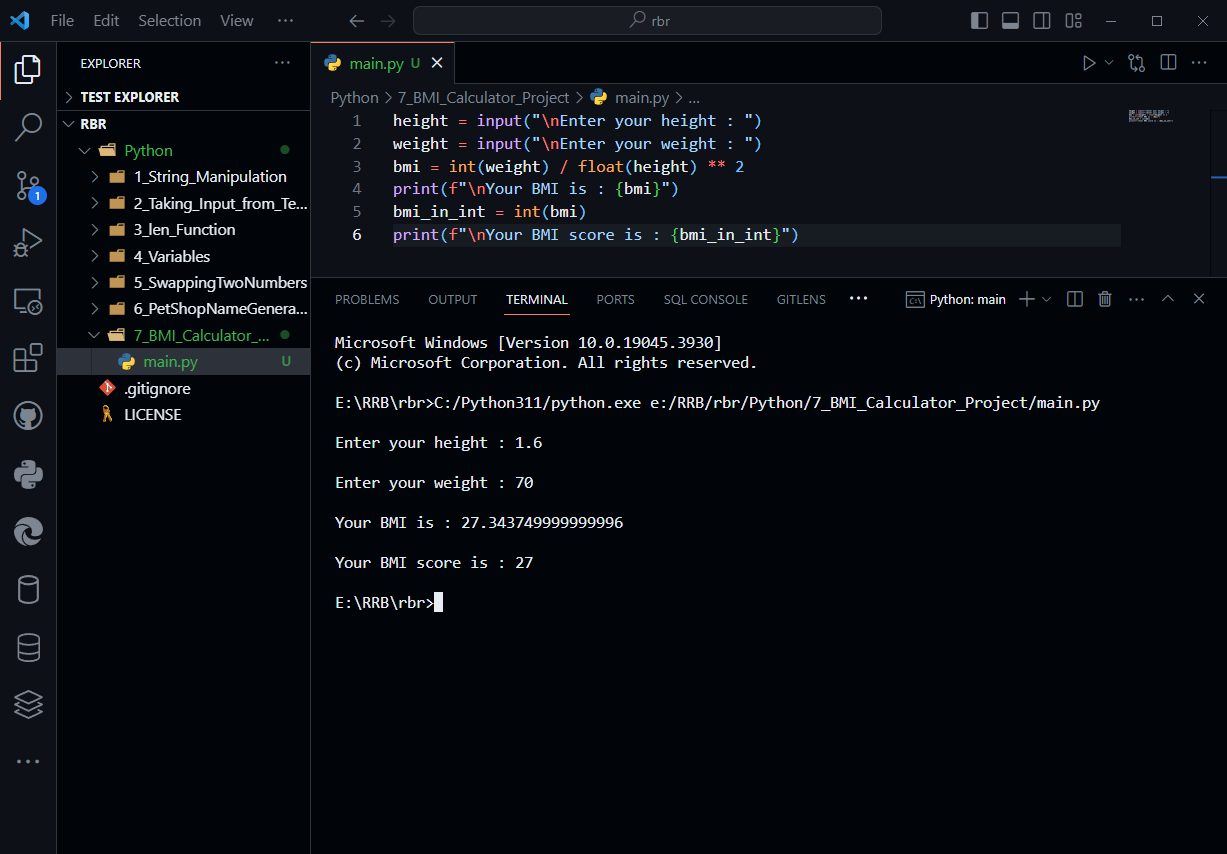 File Edit Selection View ···
rbr
EXPLORER ···
TEST EXPLORER
RBR
Python
1_String_Manipulation
2_Taking_Input_from_Te...
3_len_Function
4_Variables
5_SwappingTwoNumbers
6_PetShopNameGenera...
7_BMI_Calculator_...
main.py U
.gitignore
LICENSE
1
main.py U
Python > 7_BMI_Calculator_Project > main.py > ...
1 height = input("\nEnter your height : ")
2 weight = input("\nEnter your weight : ")
3 bmi = int(weight) / float(height) ** 2
4 print(f"\nYour BMI is : {bmi}")
5 bmi_in_int = int(bmi)
6 print(f"\nYour BMI score is : {bmi_in_int}")
PROBLEMS OUTPUT TERMINAL PORTS SQL CONSOLE GITLENS ··· Python: main
Microsoft Windows [Version 10.0.19045.3930]
(c) Microsoft Corporation. All rights reserved.
E:\RRB\rbr>C:/Python311/python.exe e:/RRB/rbr/Python/7_BMI_Calculator_Project/main.py
Enter your height : 1.6
Enter your weight : 70
Your BMI is : 27.343749999999996
Your BMI score is : 27
E:\RRB\rbr>